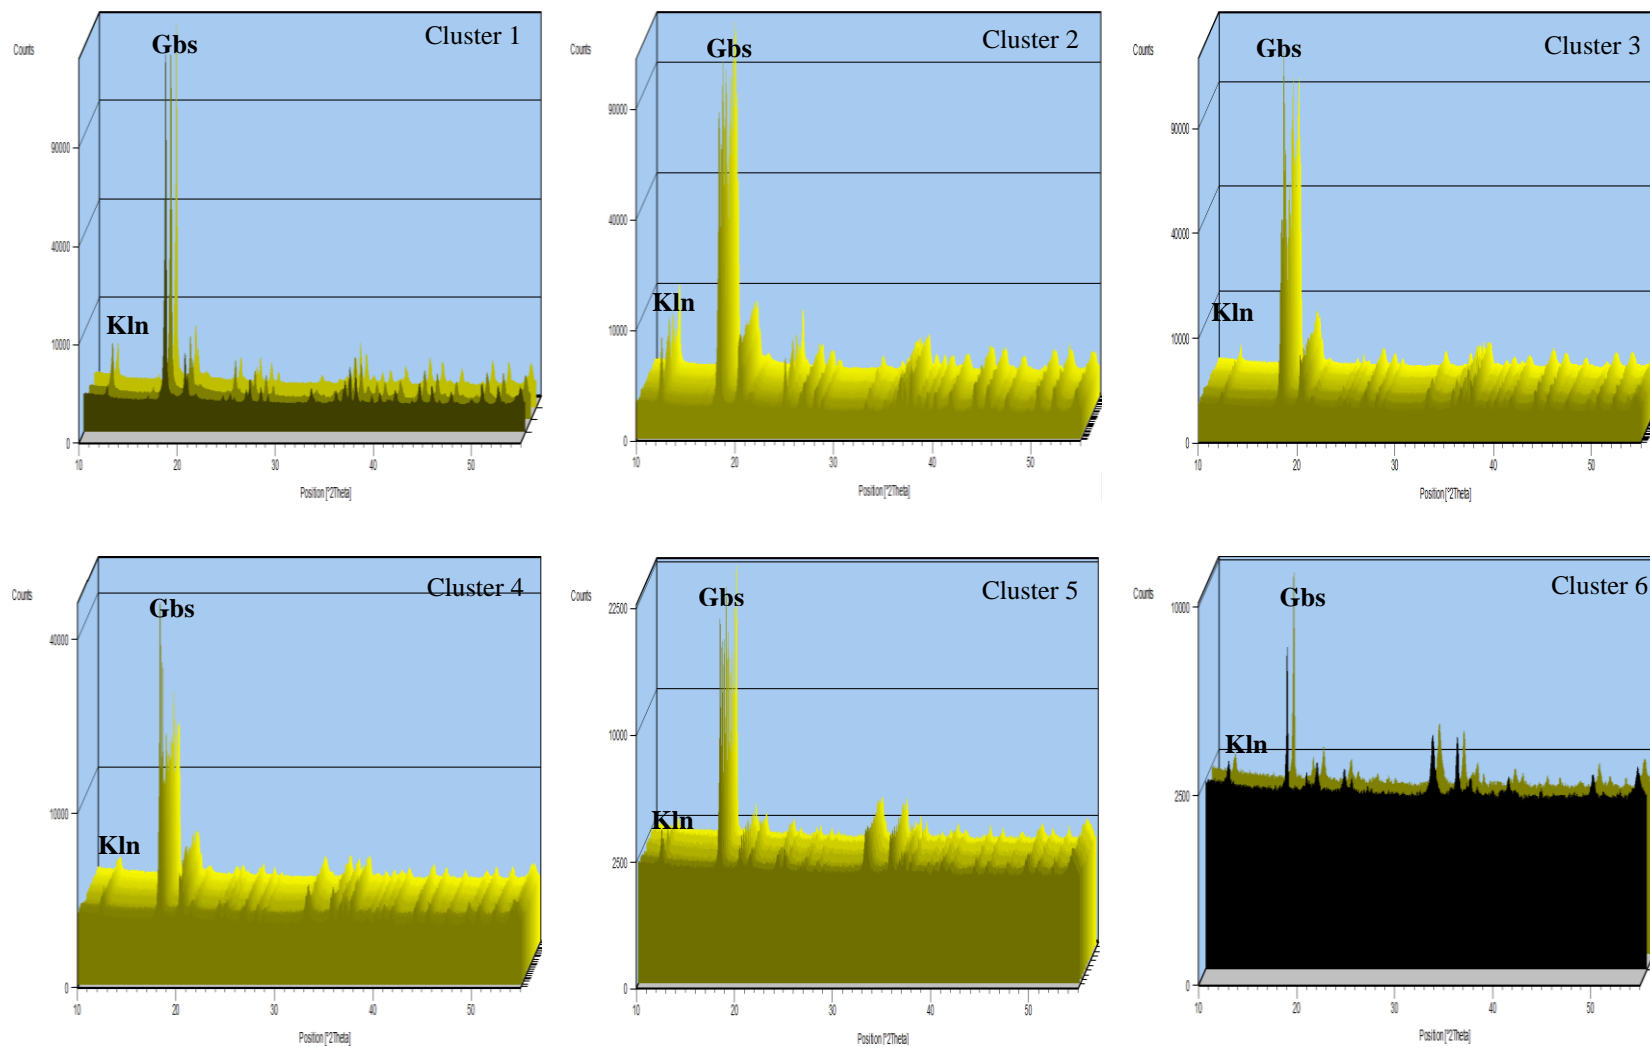 Cluster 1
Counts
Gbs
Kln
90000
40000
10000
0
10 20 30 40 50
Position [°2Theta]
Cluster 2
Counts
Gbs
Kln
90000
40000
10000
0
10 20 30 40 50
Position [°2Theta]
Cluster 3
Counts
Gbs
Kln
90000
40000
10000
0
10 20 30 40 50
Position [°2Theta]
Cluster 4
Counts
Gbs
Kln
40000
10000
0
10 20 30 40 50
Position [°2Theta]
Cluster 5
Counts
Gbs
Kln
22500
10000
2500
0
10 20 30 40 50
Position [°2Theta]
Cluster 6
Counts
Gbs
Kln
10000
2500
0
10 20 30 40 50
Position [°2Theta]